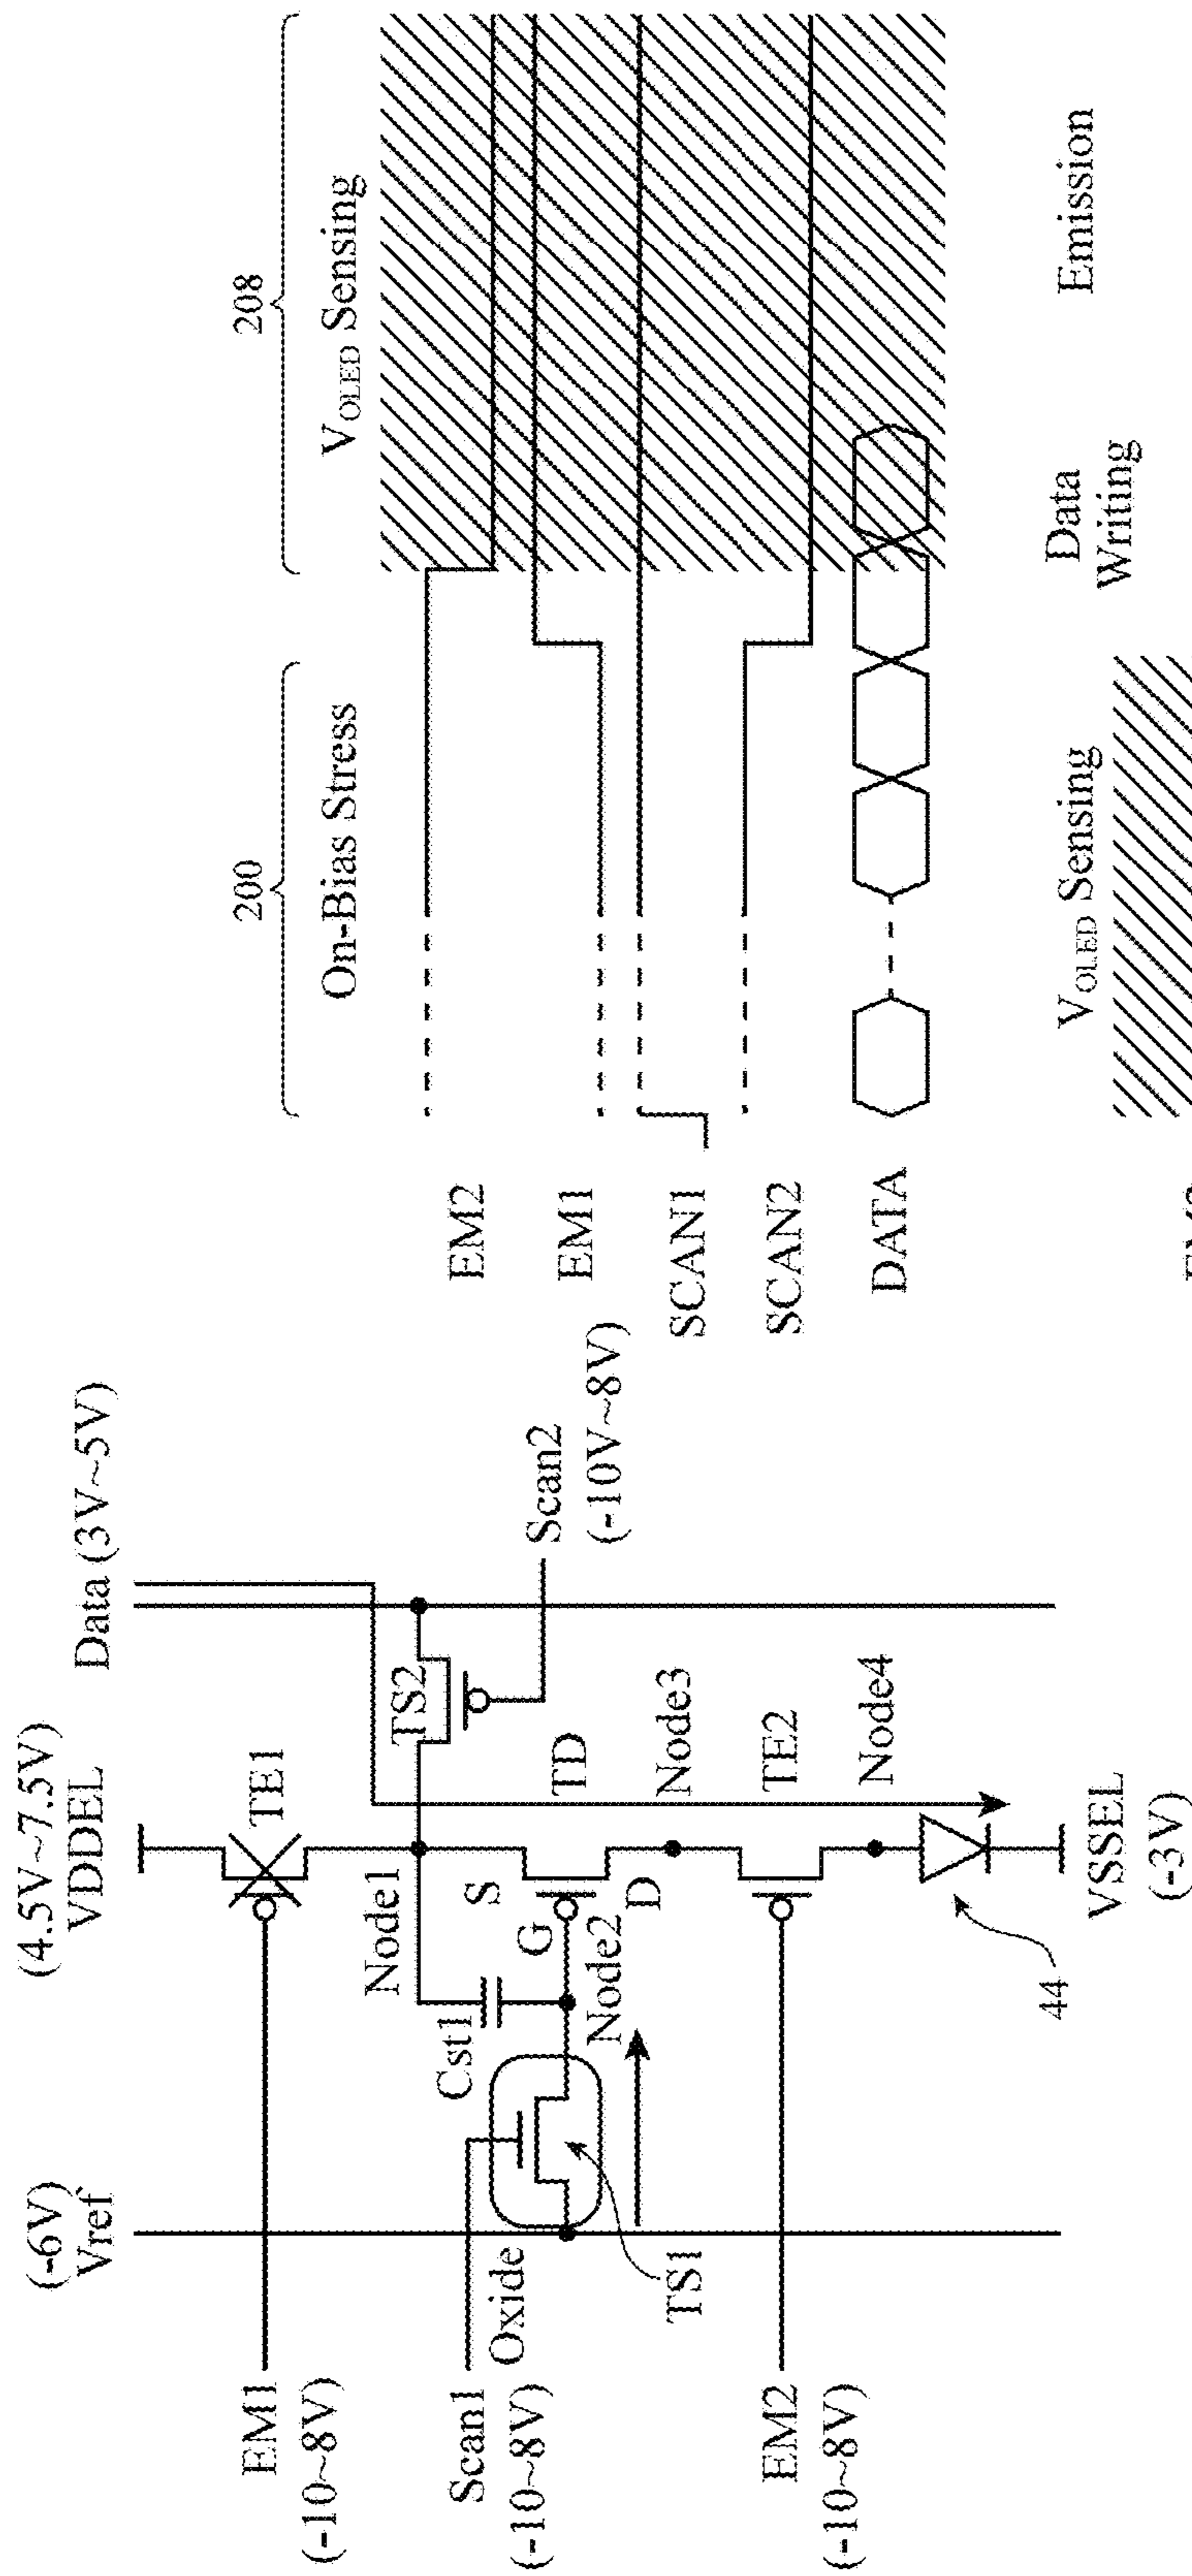 (-6V)
Vref
(4.5V~7.5V)
VDDEL
Data (3V~5V)
EM1
(-10~8V)
TE1
Node1
Cst1
S
TS2
Scan1
(-10~8V)
Oxide
G
TD
Scan2
(-10V~8V)
Node2
D
Node3
TS1
EM2
(-10~8V)
TE2
Node4
44
VSSEL
(-3V)
200
208
On-Bias Stress
VOLED Sensing
EM2
EM1
SCAN1
SCAN2
DATA
VOLED Sensing
Data
Writing
Emission